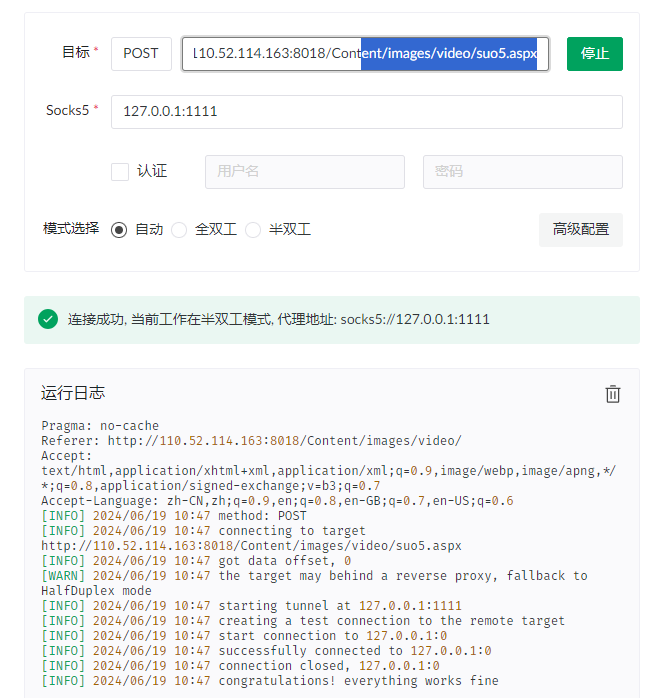 目标 * POST l10.52.114.163:8018/Content/images/video/suo5.aspx 停止
Socks5 * 127.0.0.1:1111
认证 用户名 密码
模式选择 自动 全双工 半双工 高级配置
连接成功, 当前工作在半双工模式, 代理地址: socks5://127.0.0.1:1111
运行日志
Pragma: no-cache
Referer: http://110.52.114.163:8018/Content/images/video/
Accept:
text/html,application/xhtml+xml,application/xml;q=0.9,image/webp,image/apng,*/
*;q=0.8,application/signed-exchange;v=b3;q=0.7
Accept-Language: zh-CN,zh;q=0.9,en;q=0.8,en-GB;q=0.7,en-US;q=0.6
[INFO] 2024/06/19 10:47 method: POST
[INFO] 2024/06/19 10:47 connecting to target
http://110.52.114.163:8018/Content/images/video/suo5.aspx
[INFO] 2024/06/19 10:47 got data offset, 0
[WARN] 2024/06/19 10:47 the target may behind a reverse proxy, fallback to
HalfDuplex mode
[INFO] 2024/06/19 10:47 starting tunnel at 127.0.0.1:1111
[INFO] 2024/06/19 10:47 creating a test connection to the remote target
[INFO] 2024/06/19 10:47 start connection to 127.0.0.1:0
[INFO] 2024/06/19 10:47 successfully connected to 127.0.0.1:0
[INFO] 2024/06/19 10:47 connection closed, 127.0.0.1:0
[INFO] 2024/06/19 10:47 congratulations! everything works fine